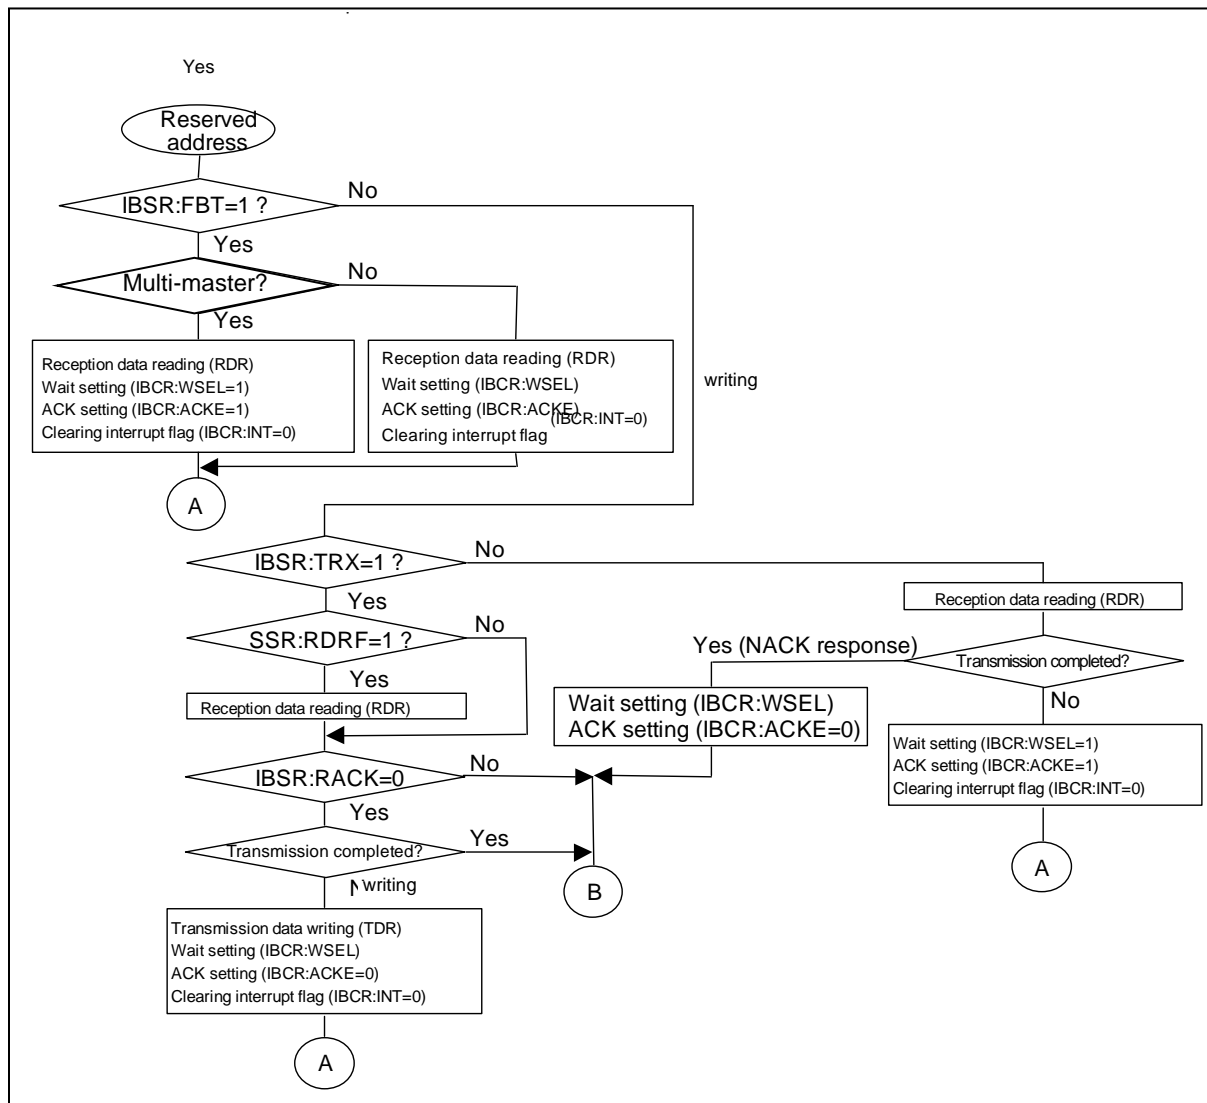 Yes
Reserved
address
No
IBSR:FBT=1 ?
Yes
No
Multi-master?
Yes
Reception data reading (RDR)
Wait setting (IBCR:WSEL=1)
ACK setting (IBCR:ACKE=1)
Clearing interrupt flag (IBCR:INT=0)
Reception data reading (RDR)
Wait setting (IBCR:WSEL)
ACK setting (IBCR:ACKE)
(IBCR:INT=0)
Clearing interrupt flag
writing
A
IBSR:TRX=1 ?
No
Yes
Reception data reading (RDR)
SSR:RDRF=1 ?
No
Yes (NACK response)
Transmission completed?
Yes
No
Reception data reading (RDR)
Wait setting (IBCR:WSEL)
ACK setting (IBCR:ACKE=0)
Wait setting (IBCR:WSEL=1)
ACK setting (IBCR:ACKE=1)
Clearing interrupt flag (IBCR:INT=0)
IBSR:RACK=0
No
Yes
Transmission completed?
Yes
A
B
writing
Transmission data writing (TDR)
Wait setting (IBCR:WSEL)
ACK setting (IBCR:ACKE=0)
Clearing interrupt flag (IBCR:INT=0)
A